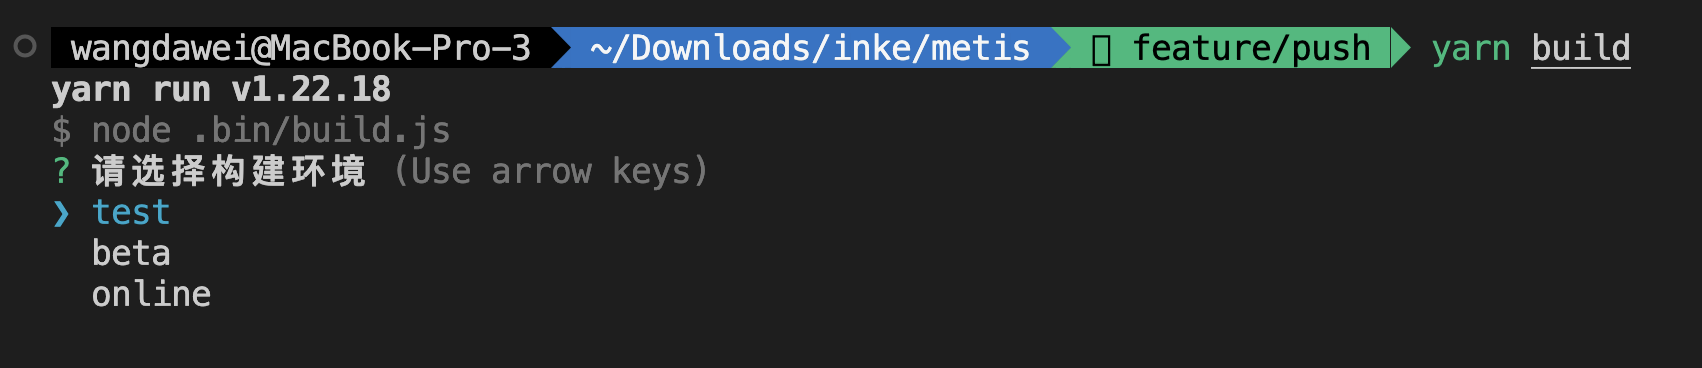 wangdawei@MacBook-Pro-3 ~/Downloads/inke/metis feature/push yarn build
yarn run v1.22.18
$ node .bin/build.js
? 请选择构建环境 (Use arrow keys)
❯ test
beta
online